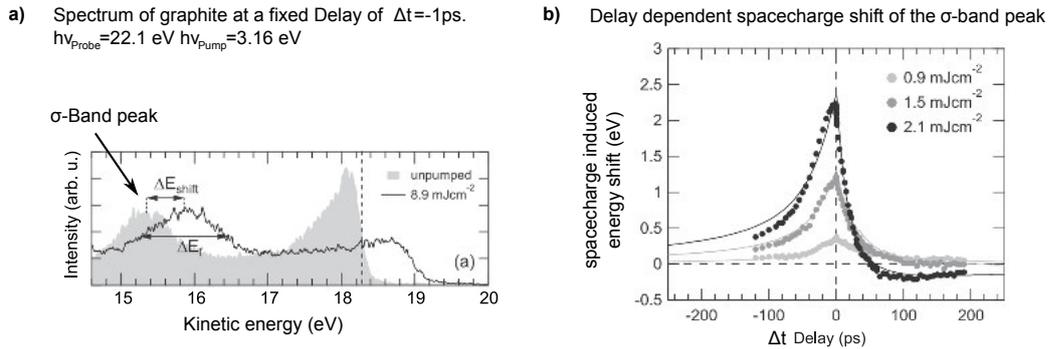 a) Spectrum of graphite at a fixed Delay of Δt=-1ps.
hνProbe=22.1 eV hνPump=3.16 eV
σ-Band peak
ΔEshift
unpumped
8.9 mJcm-2
ΔEf
(a)
Intensity (arb. u.)
15 16 17 18 19 20
Kinetic energy (eV)
b) Delay dependent spacecharge shift of the σ-band peak
3
2.5
2
1.5
1
0.5
0
-0.5
0.9 mJcm-2
1.5 mJcm-2
2.1 mJcm-2
spacecharge induced
energy shift (eV)
-200 -100 0 100 200
Δt Delay (ps)